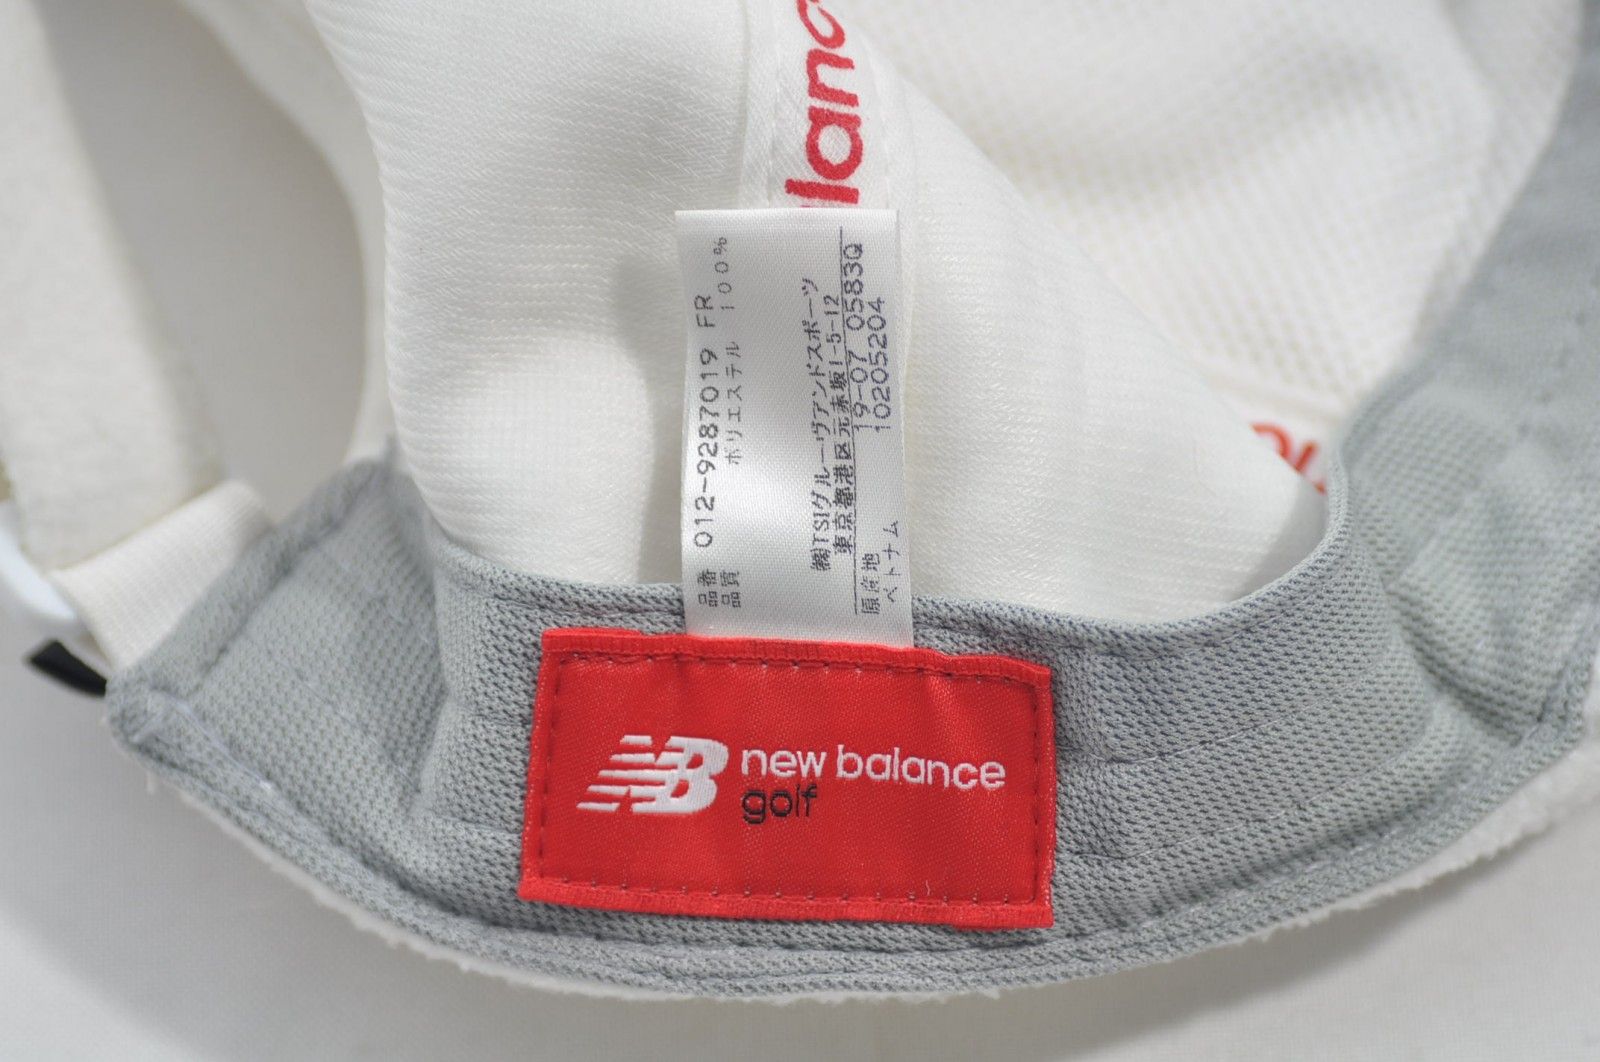 品番 012-9287019 FR
品質 ポリエステル 100%
㈱TSIグルーヴアンドスポーツ
東京都港区元赤坂1-5-12
原産地 19-07 0583Q
ベトナム 10205204
NB new balance
golf